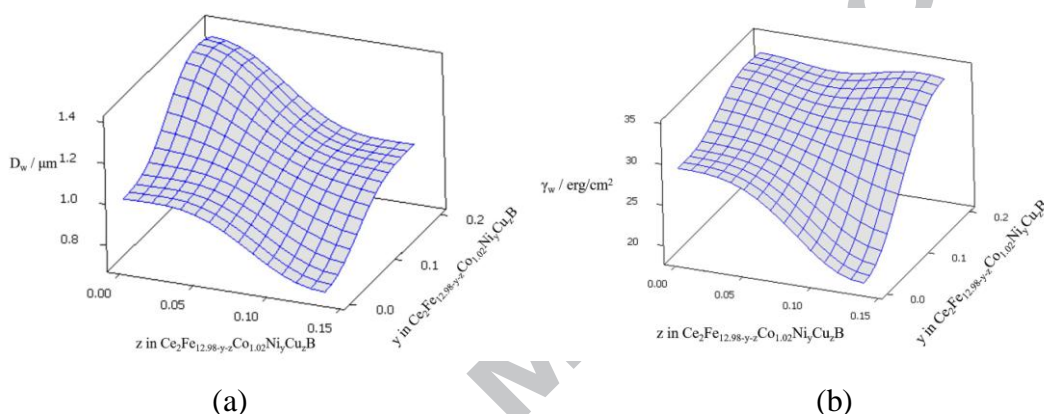 1.4
D_w / μm
1.2
1.0
0.8
0.00
0.05
0.10
0.15
0.0
0.1
0.2
z in Ce₂Fe₁₂.₉₈₋y₋zCo₁.₀₂NiyCuzB
y in Ce₂Fe₁₂.₉₈₋y₋zCo₁.₀₂NiyCuzB
(a)
35
γ_w / erg/cm²
30
25
20
0.00
0.05
0.10
0.15
0.0
0.1
0.2
z in Ce₂Fe₁₂.₉₈₋y₋zCo₁.₀₂NiyCuzB
y in Ce₂Fe₁₂.₉₈₋y₋zCo₁.₀₂NiyCuzB
(b)